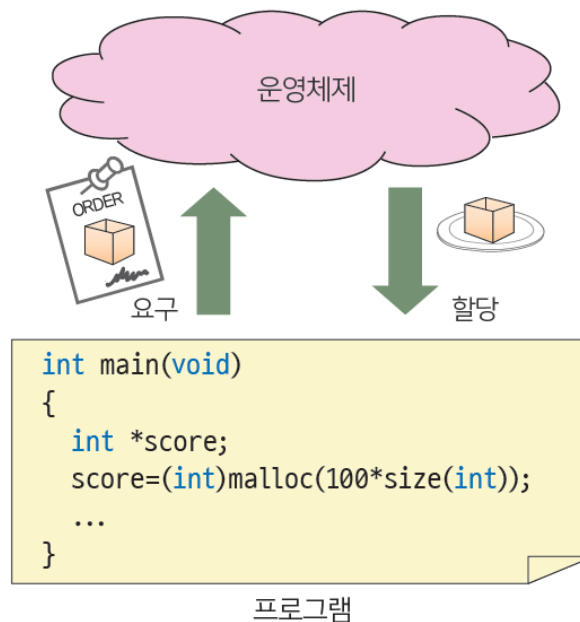 운영체제
ORDER
요구
할당
int main(void)
{
int *score;
score=(int)malloc(100*size(int));
...
}
프로그램